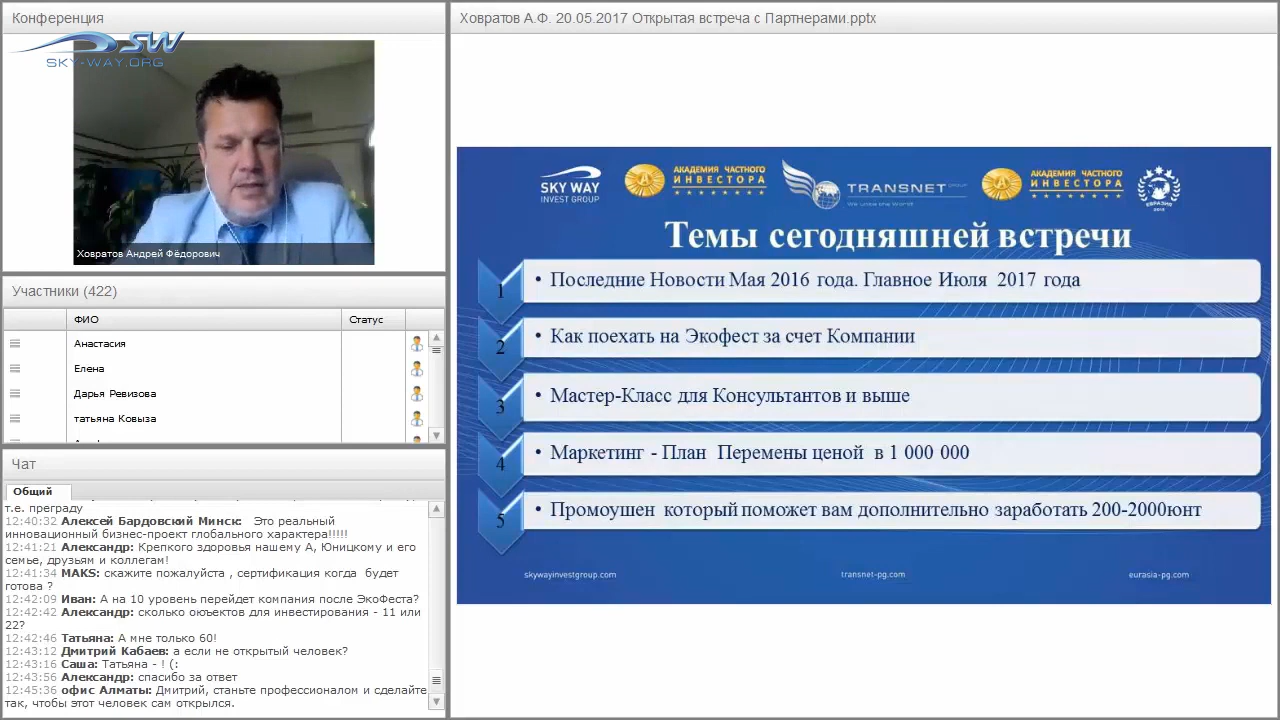 Конференция
SW
SKY-WAY.ORG
Ховратов Андрей Фёдорович
Участники (422)
ФИО
Статус
Анастасия
Елена
Дарья Ревизова
татьяна Ковыза
Чат
Общий
т.е. преграду
12:40:32 Алексей Бардовский Минск: Это реальный
инновационный бизнес-проект глобального характера!!!!!
12:41:21 Александр: Крепкого здоровья нашему А, Юницкому и его
семье, друзьям и коллегам!
12:41:34 MAKS: скажите пожалуйста , сертификация когда будет
готова ?
12:42:09 Иван: А на 10 уровень перейдет компания после ЭкоФеста?
12:42:42 Александр: сколько окъектов для инвестирования - 11 или
22?
12:42:46 Татьяна: А мне только 60!
12:43:12 Дмитрий Кабаев: а если не открытый человек?
12:43:16 Саша: Татьяна - ! (:
12:43:56 Александр: спасибо за ответ
12:45:36 офис Алматы: Дмитрий, станьте профессионалом и сделайте
так, чтобы этот человек сам открылся.
Ховратов А.Ф. 20.05.2017 Открытая встреча с Партнерами.pptx
SKY WAY
INVEST GROUP
АКАДЕМИЯ ЧАСТНОГО
ИНВЕСТОРА
TRANSNET GROUP
We Unite the World
АКАДЕМИЯ ЧАСТНОГО
ИНВЕСТОРА
ЕВРАЗИЯ
Темы сегодняшней встречи
1 • Последние Новости Мая 2016 года. Главное Июля 2017 года
2 • Как поехать на Экофест за счет Компании
3 • Мастер-Класс для Консультантов и выше
4 • Маркетинг - План Перемены ценой в 1 000 000
5 • Промоушен который поможет вам дополнительно заработать 200-2000юнт
skywayinvestgroup.com
transnet-pg.com
eurasia-pg.com